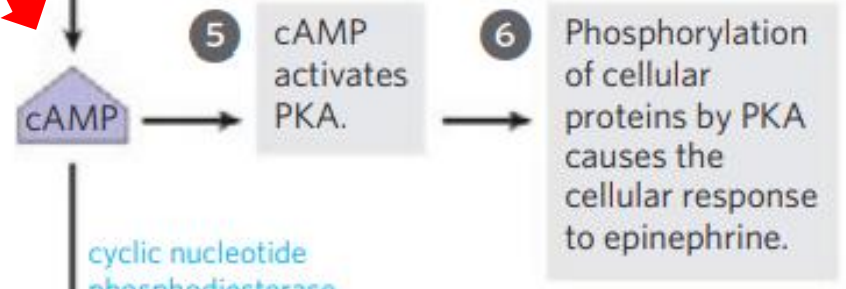 cAMP
5
cAMP
activates
PKA.
6
Phosphorylation
of cellular
proteins by PKA
causes the
cellular response
to epinephrine.
cyclic nucleotide
phosphodiesterase